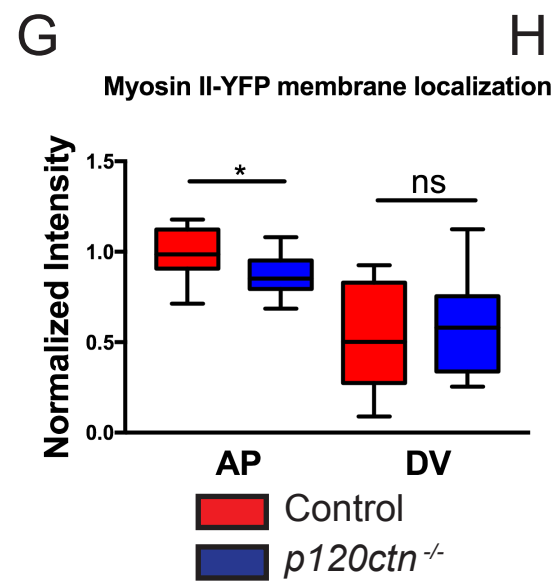 G H
Myosin II-YFP membrane localization
Normalized Intensity
1.5
1.0
0.5
0.0
*
ns
AP DV
Control
p120ctn -/-